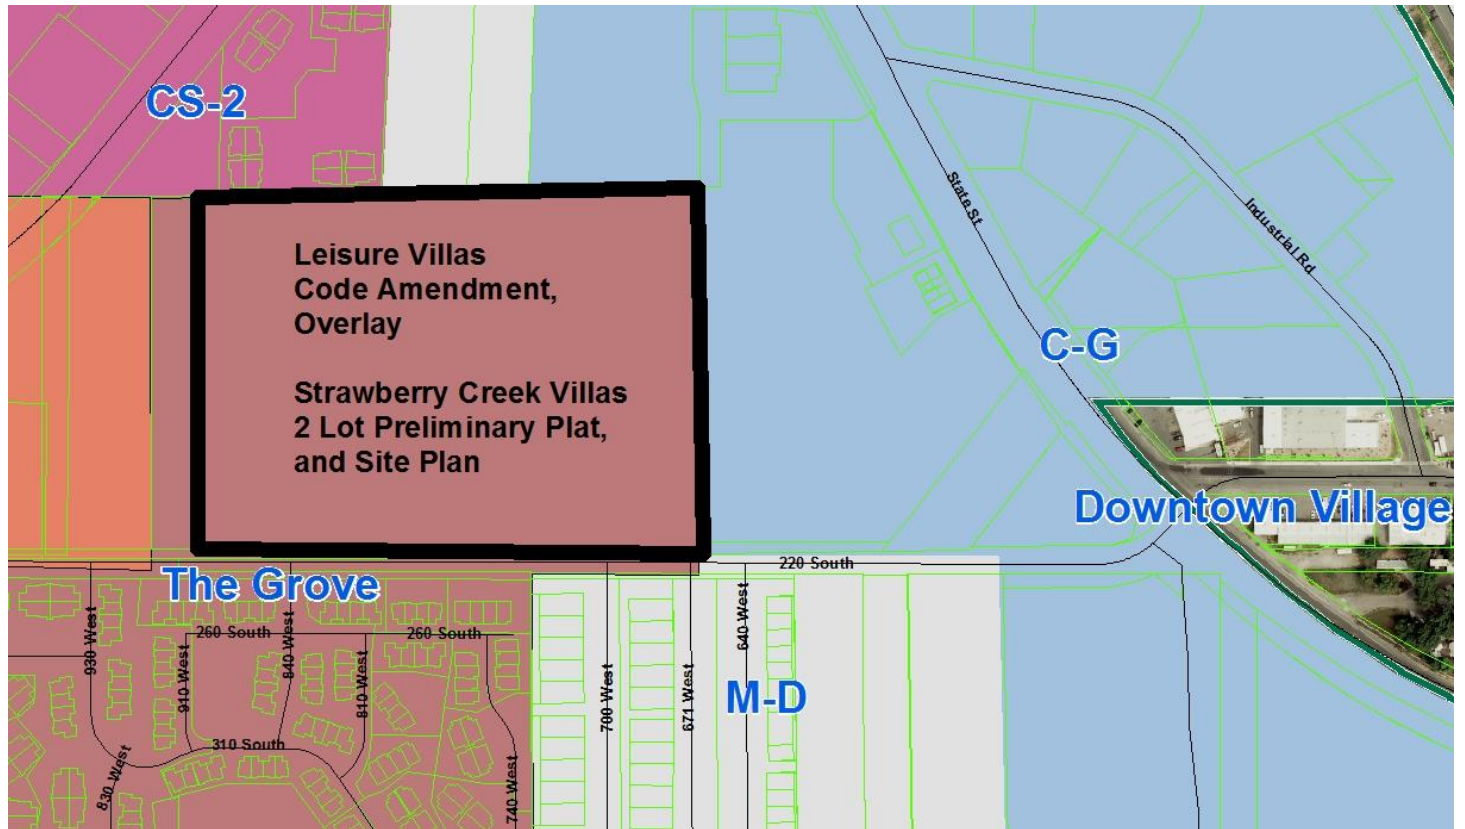 CS-2
Leisure Villas
Code Amendment,
Overlay
Strawberry Creek Villas
2 Lot Preliminary Plat,
and Site Plan
State St
Industrial Rd
C-G
Downtown Village
220 South
The Grove
260 South
260 South
930 West
910 West
840 West
810 West
700 West
671 West
640 West
M-D
310 South
830 West
740 West